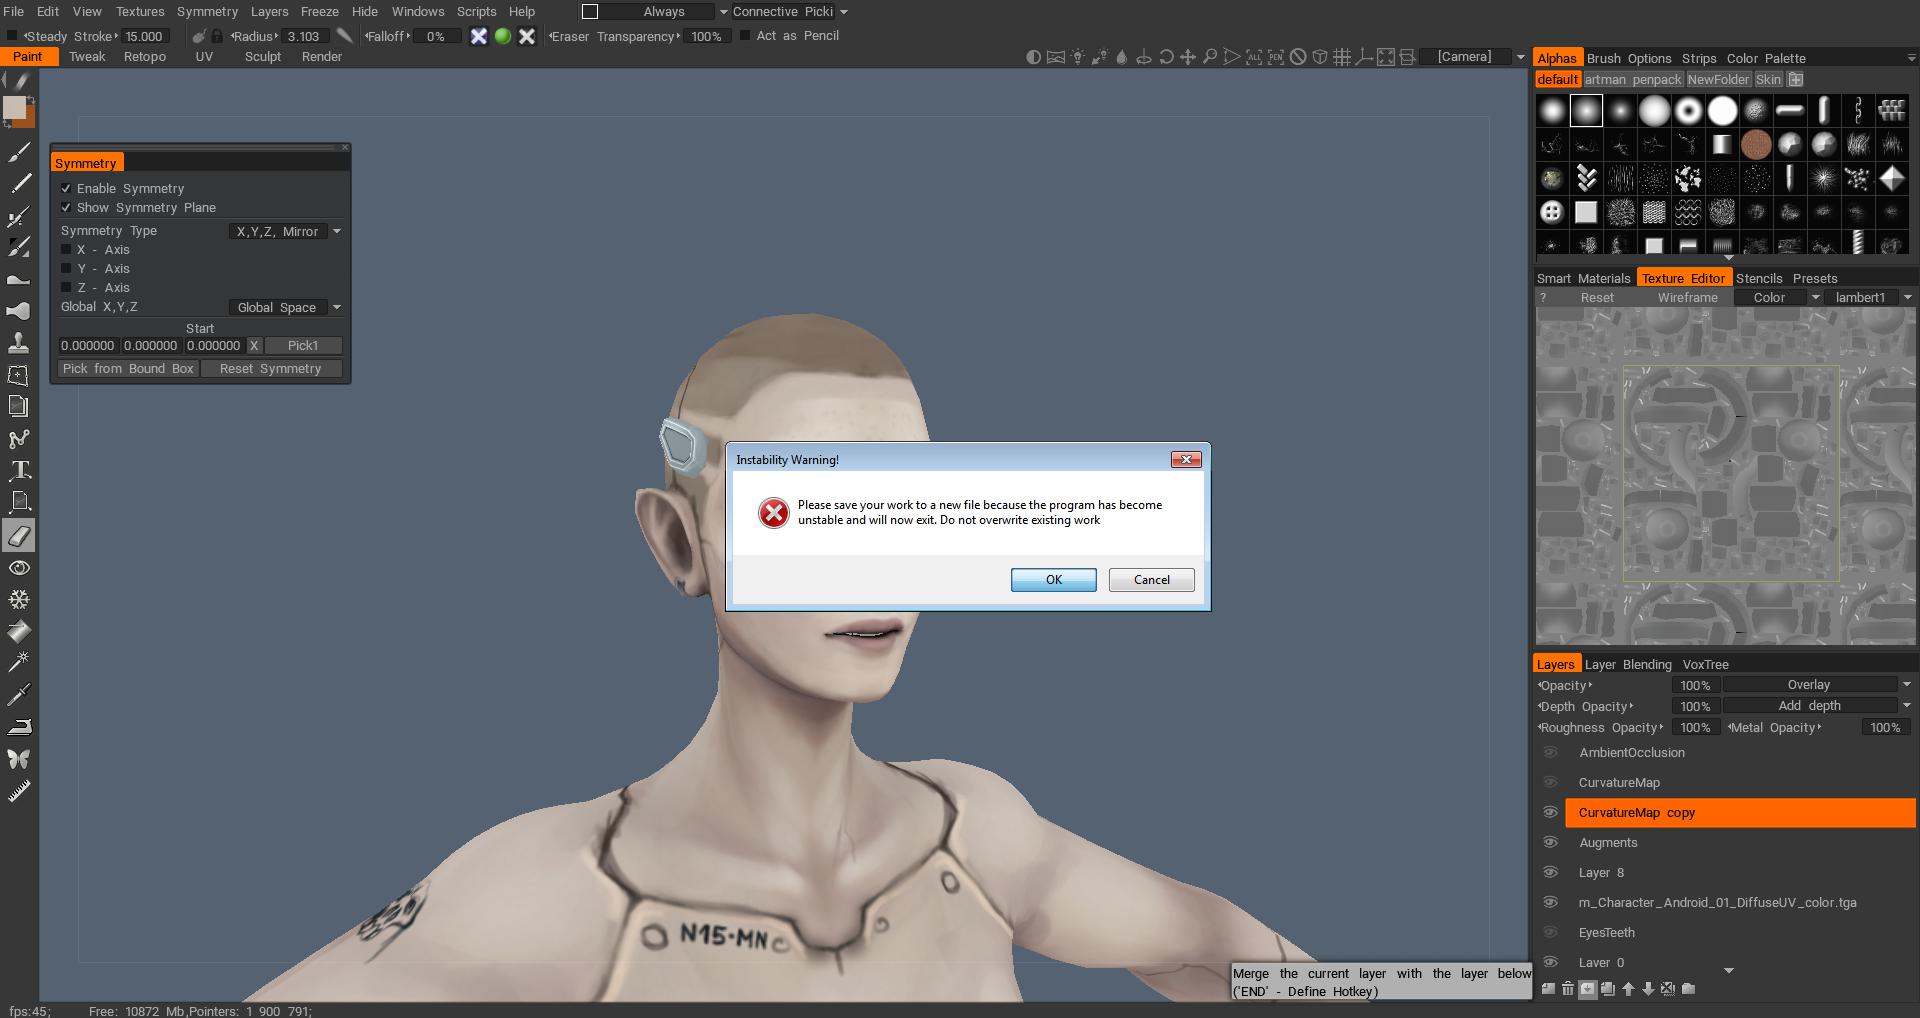 File Edit View Textures Symmetry Layers Freeze Hide Windows Scripts Help Always Connective Picki
Steady Stroke 15.000 Radius 3.103 Falloff 0% Eraser Transparency 100% Act as Pencil
Paint Tweak Retopo UV Sculpt Render [Camera]
Alphas Brush Options Strips Color Palette
default artman penpack NewFolder Skin
Symmetry
Enable Symmetry
Show Symmetry Plane
Symmetry Type X,Y,Z, Mirror
X - Axis
Y - Axis
Z - Axis
Global X,Y,Z Global Space
Start
0.000000 0.000000 0.000000 X Pick1
Pick from Bound Box Reset Symmetry
Smart Materials Texture Editor Stencils Presets
? Reset Wireframe Color lambert1
Instability Warning!
Please save your work to a new file because the program has become
unstable and will now exit. Do not overwrite existing work
OK Cancel
N15·MN
Layers Layer Blending VoxTree
Opacity 100% Overlay
Depth Opacity 100% Add depth
Roughness Opacity 100% Metal Opacity 100%
AmbientOcclusion
CurvatureMap
CurvatureMap copy
Augments
Layer 8
m_Character_Android_01_DiffuseUV_color.tga
EyesTeeth
Layer 0
Merge the current layer with the layer below
('END' - Define Hotkey)
fps:45; Free: 10872 Mb,Pointers: 1 900 791;